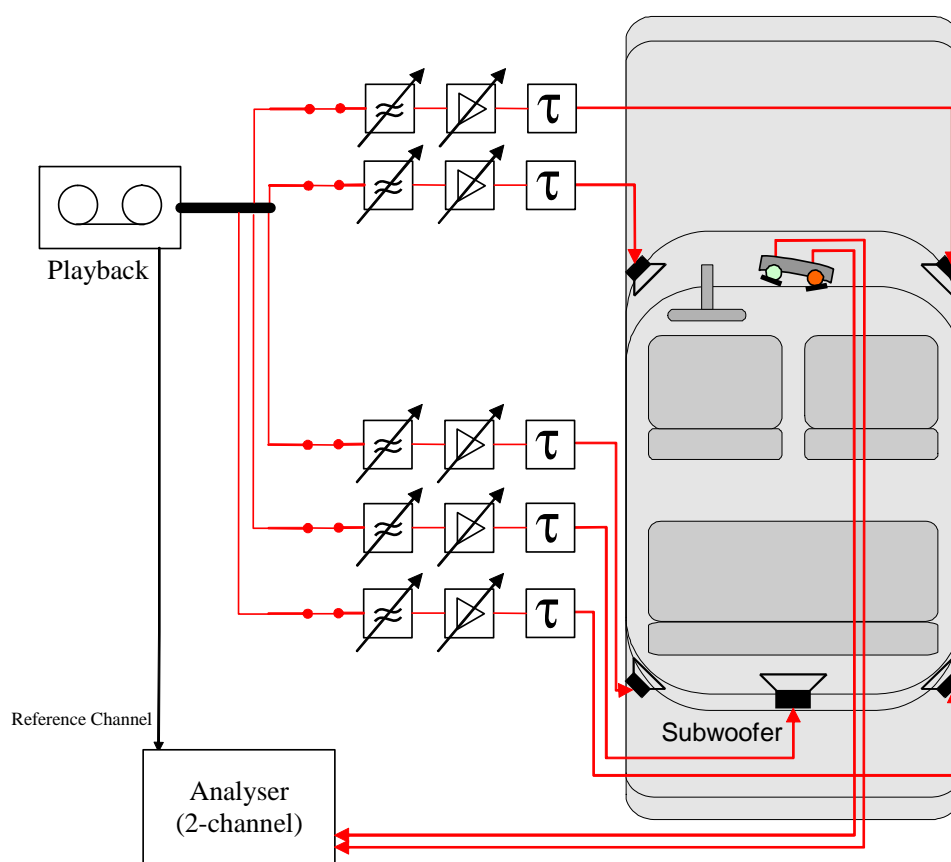 τ
τ
Playback
τ
τ
τ
Reference Channel
Subwoofer
Analyser
(2-channel)